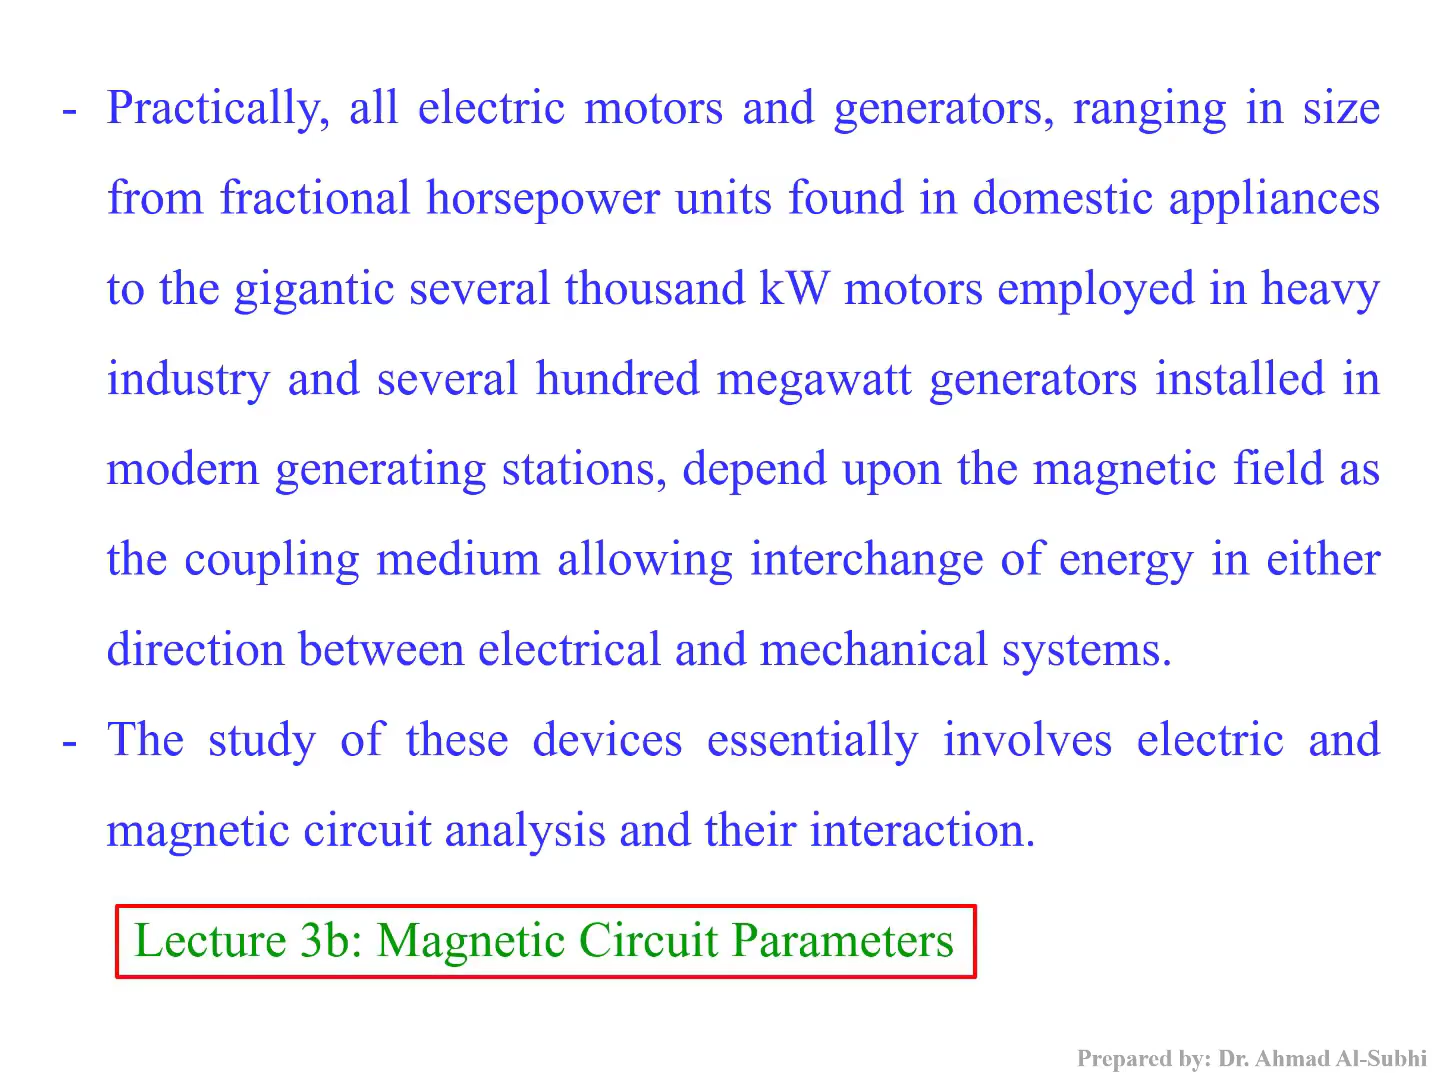 - Practically, all electric motors and generators, ranging in size
from fractional horsepower units found in domestic appliances
to the gigantic several thousand kW motors employed in heavy
industry and several hundred megawatt generators installed in
modern generating stations, depend upon the magnetic field as
the coupling medium allowing interchange of energy in either
direction between electrical and mechanical systems.
- The study of these devices essentially involves electric and
magnetic circuit analysis and their interaction.
Lecture 3b: Magnetic Circuit Parameters
Prepared by: Dr. Ahmad Al-Subhi